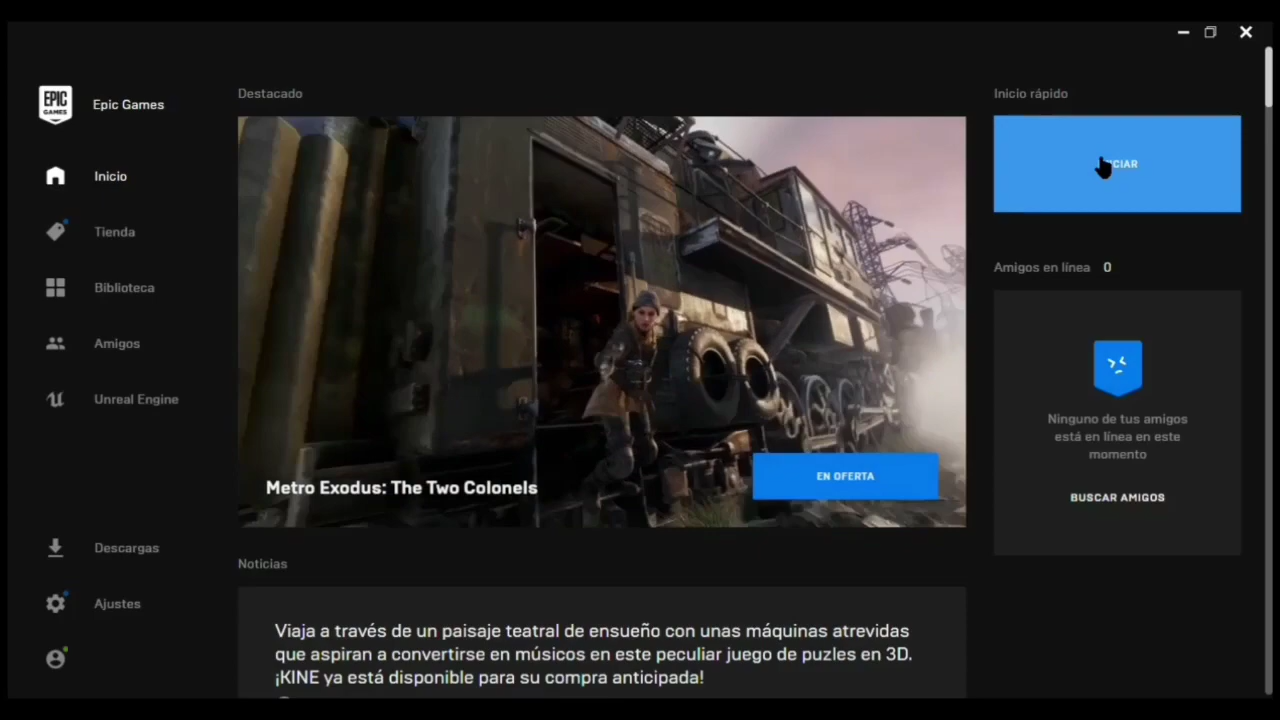 EPIC
GAMES
Epic Games
Inicio
Tienda
Biblioteca
Amigos
Unreal Engine
Descargas
Ajustes
Destacado
Metro Exodus: The Two Colonels
EN OFERTA
Noticias
Viaja a través de un paisaje teatral de ensueño con unas máquinas atrevidas
que aspiran a convertirse en músicos en este peculiar juego de puzles en 3D.
¡KINE ya está disponible para su compra anticipada!
Inicio rápido
Amigos en línea 0
Ninguno de tus amigos
está en línea en este
momento
BUSCAR AMIGOS